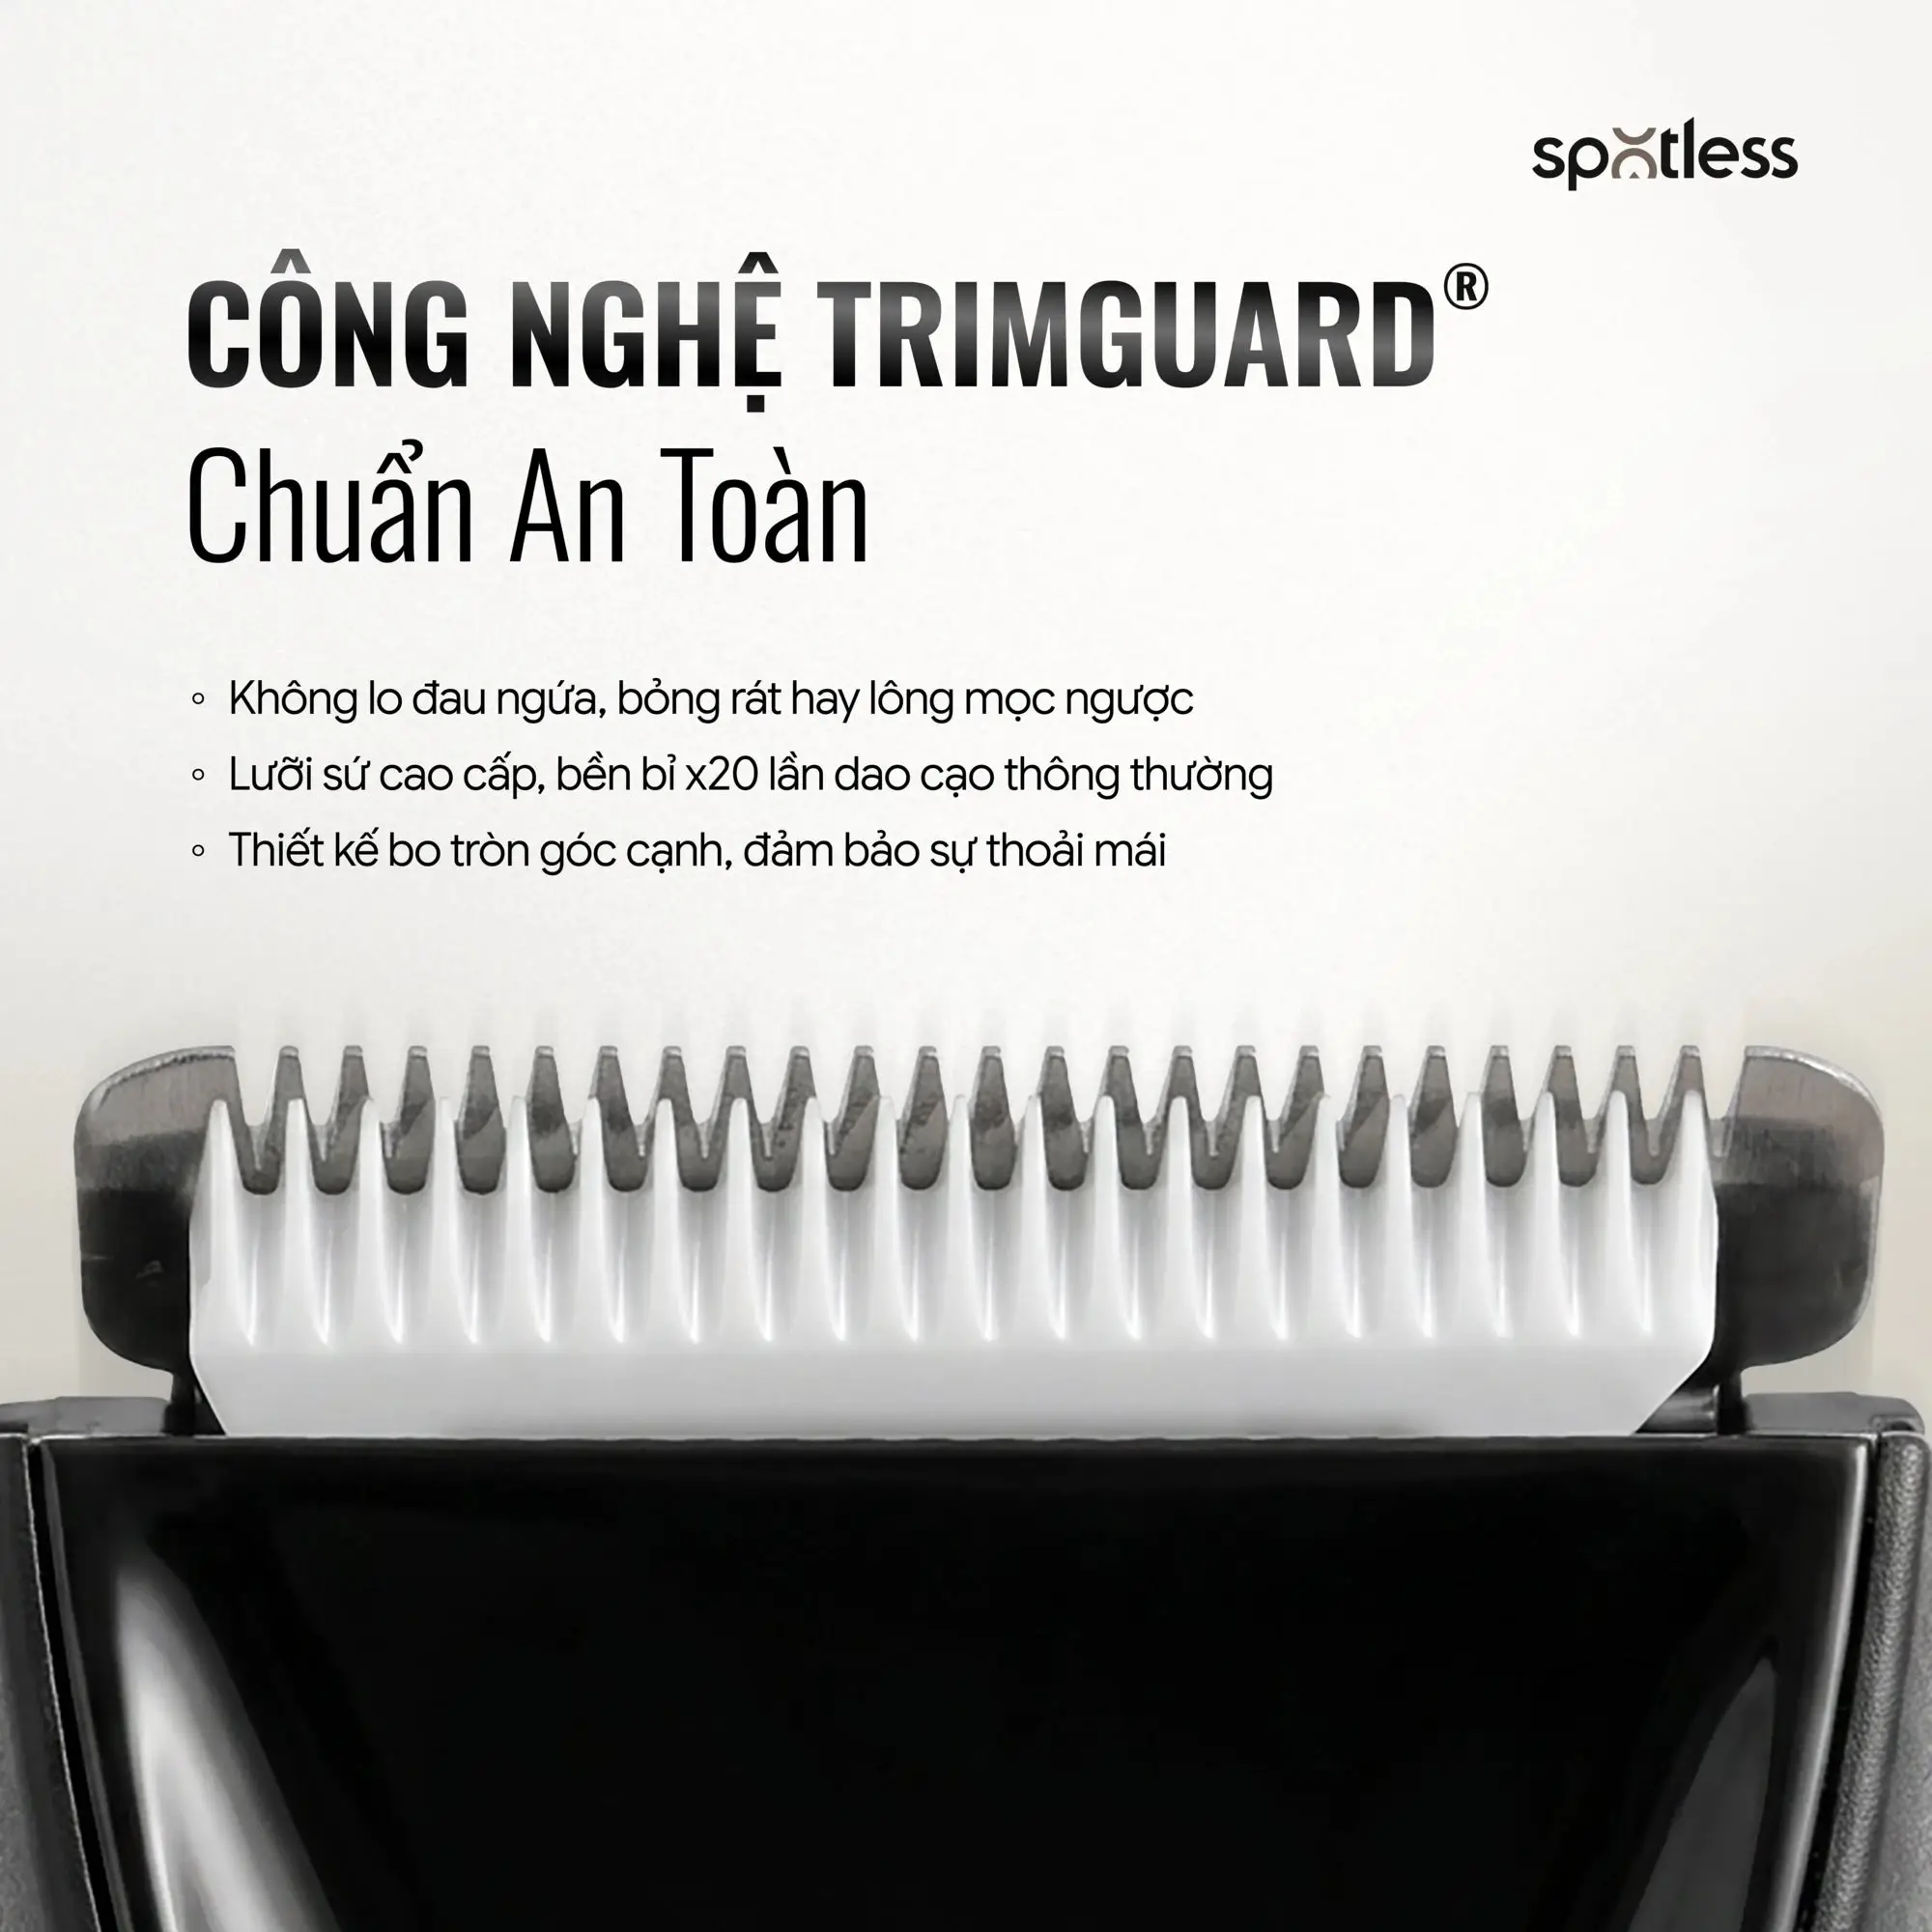 spotless
CÔNG NGHỆ TRIMGUARD®
Chuẩn An Toàn
Không lo đau ngứa, bỏng rát hay lông mọc ngược
Lưỡi sứ cao cấp, bền bỉ x20 lần dao cạo thông thường
Thiết kế bo tròn góc cạnh, đảm bảo sự thoải mái